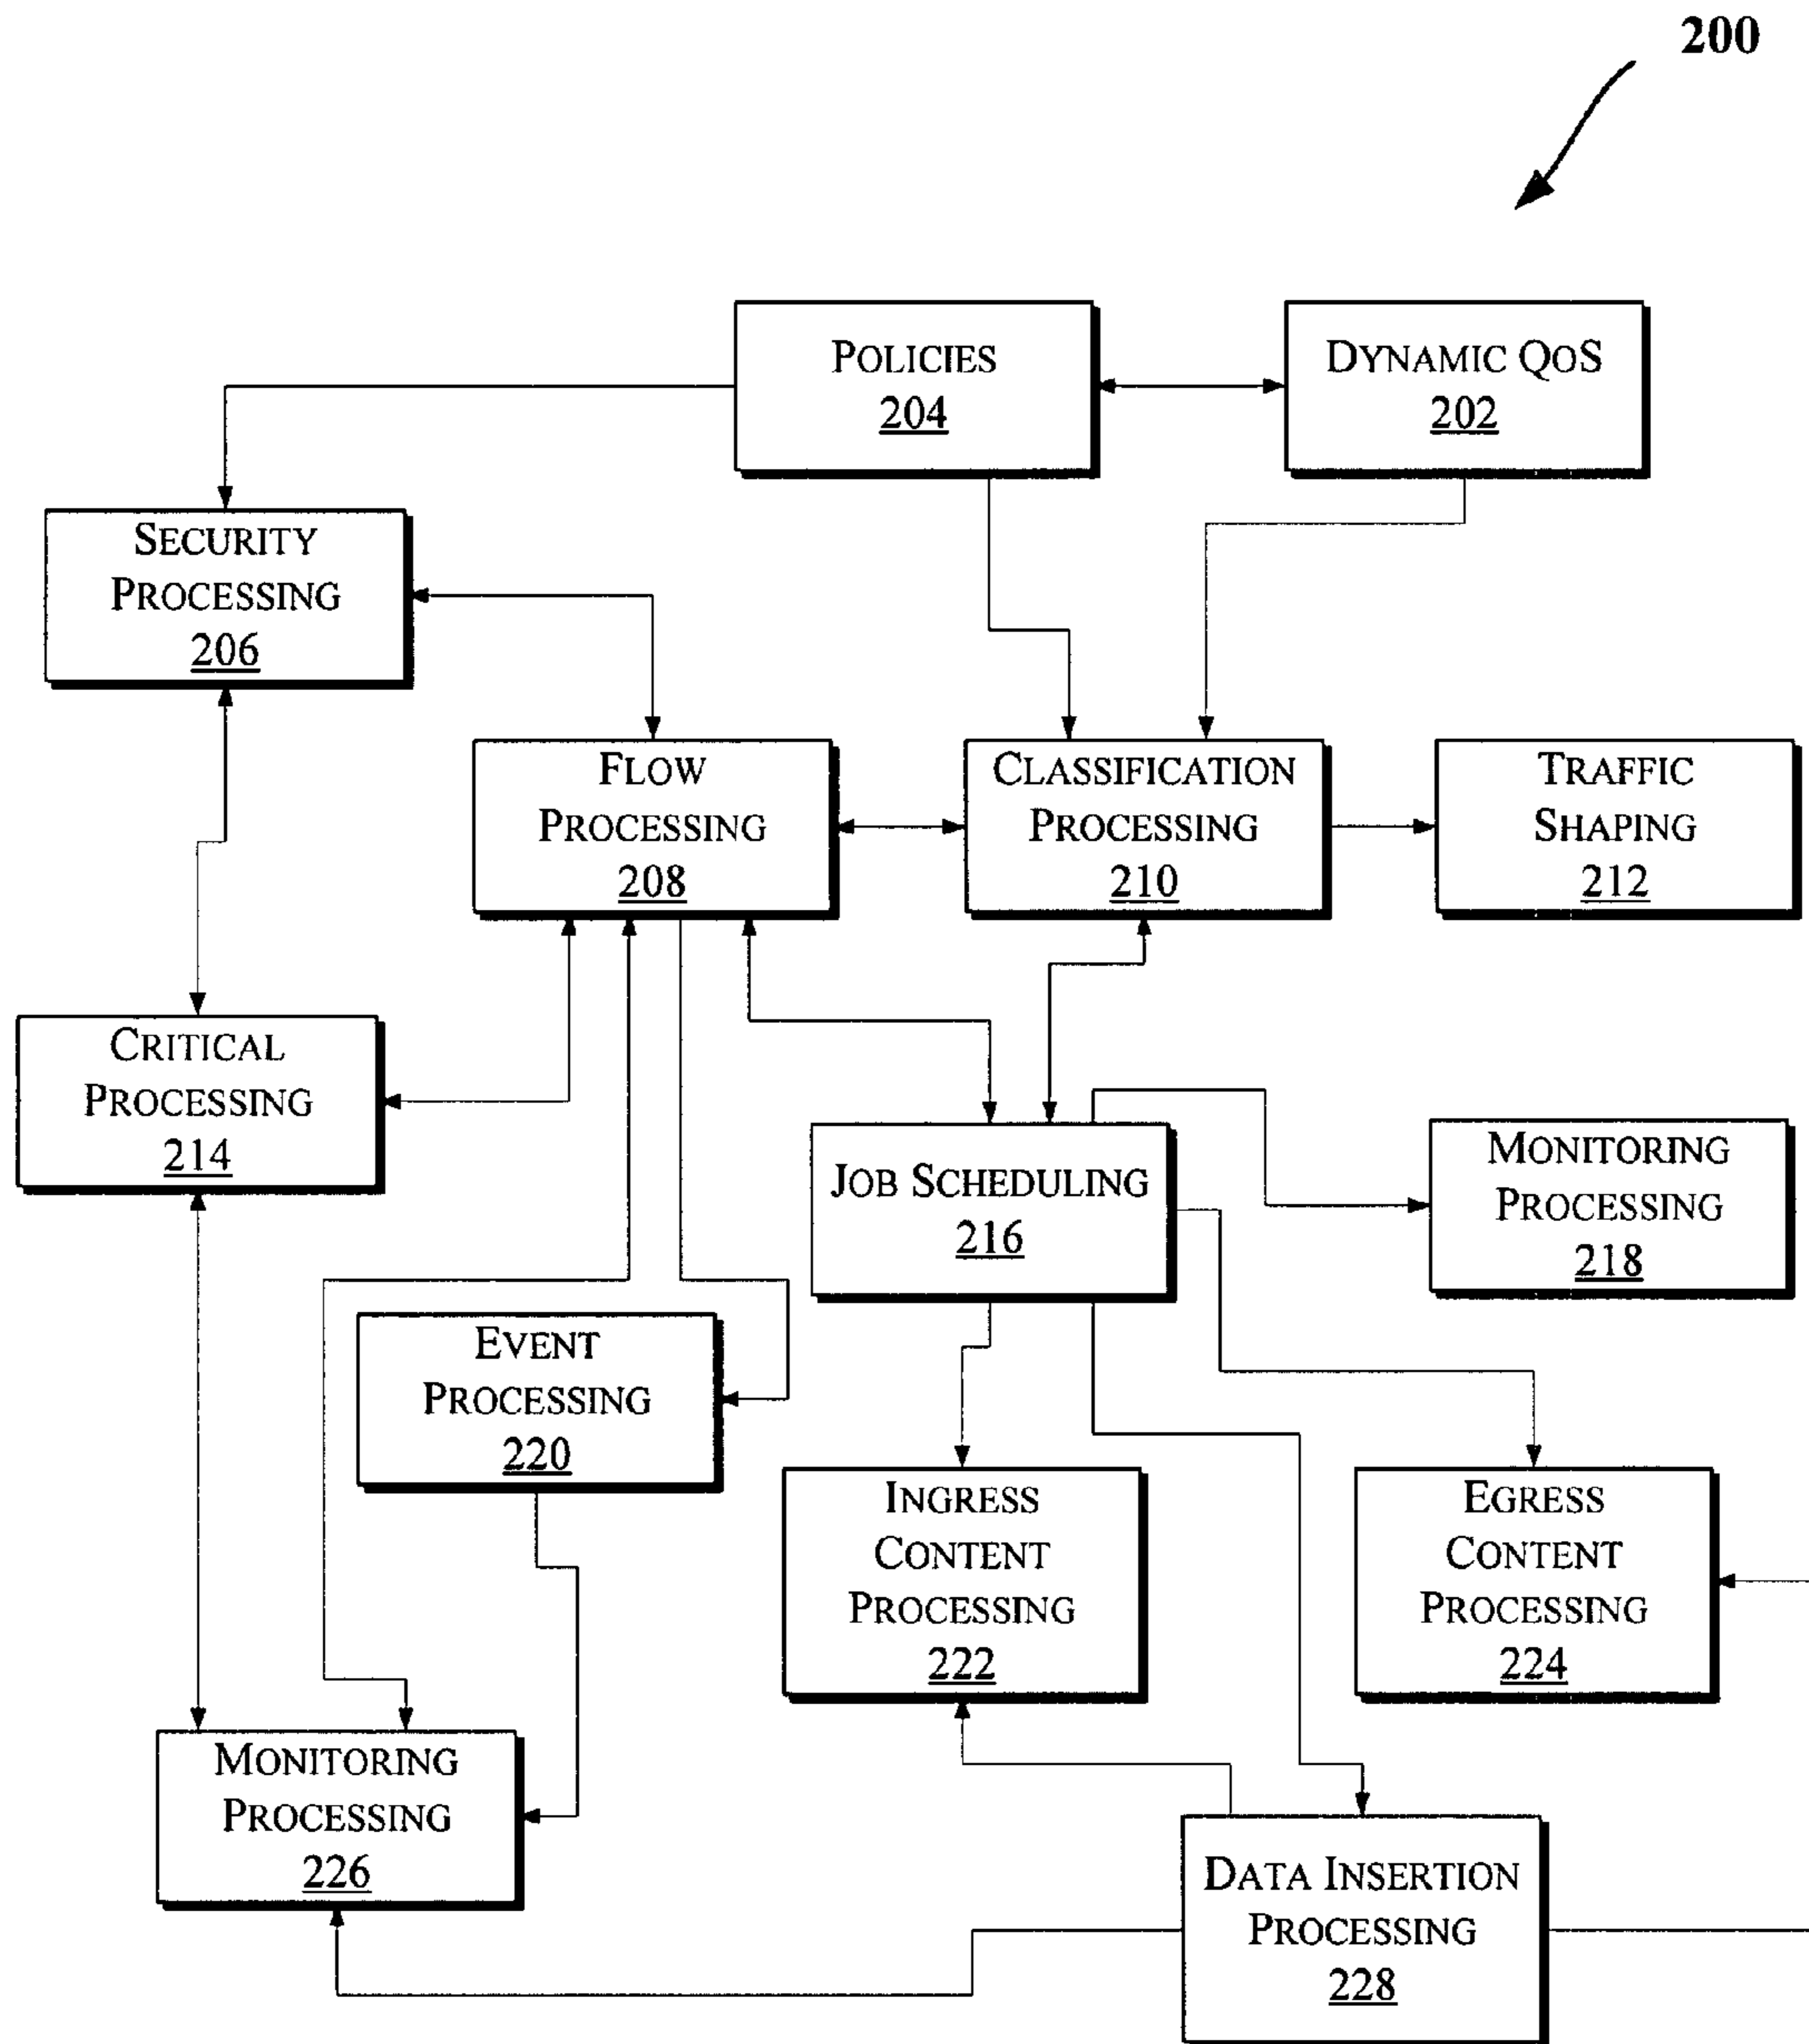 200
POLICIES
204
DYNAMIC QOS
202
SECURITY
PROCESSING
206
FLOW
PROCESSING
208
CLASSIFICATION
PROCESSING
210
TRAFFIC
SHAPING
212
CRITICAL
PROCESSING
214
JOB SCHEDULING
216
MONITORING
PROCESSING
218
EVENT
PROCESSING
220
INGRESS
CONTENT
PROCESSING
222
EGRESS
CONTENT
PROCESSING
224
MONITORING
PROCESSING
226
DATA INSERTION
PROCESSING
228